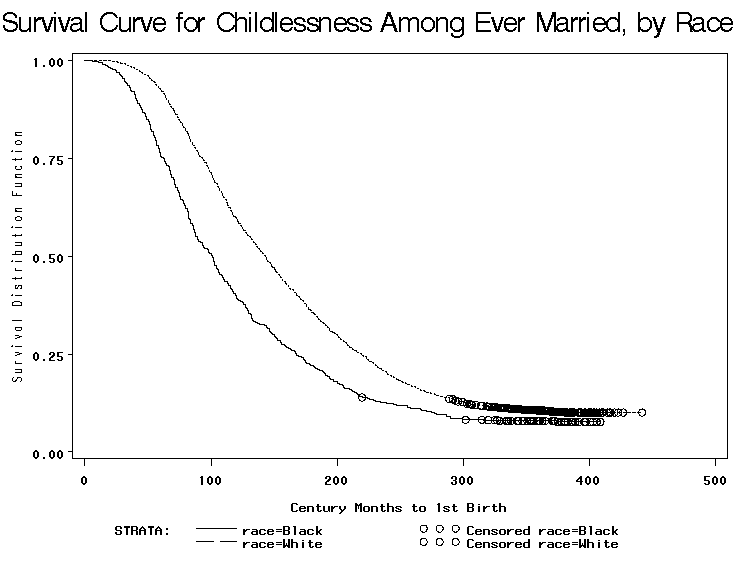 Survival Curve for Childlessness Among Ever Married, by Race
1.00
0.75
0.50
0.25
0.00
Survival Distribution Function
0 100 200 300 400 500
Century Months to 1st Birth
STRATA: race=Black Censored race=Black
race=White Censored race=White